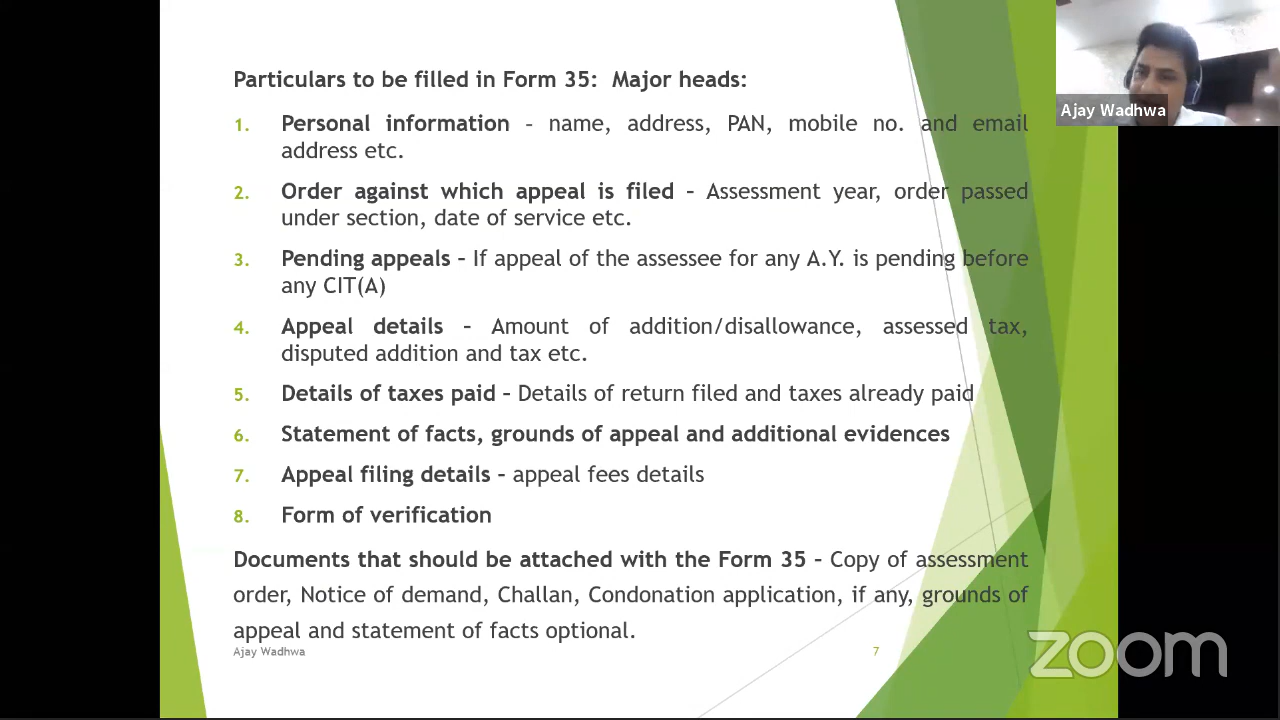 Particulars to be filled in Form 35: Major heads:
1. Personal information – name, address, PAN, mobile no. and email
address etc.
2. Order against which appeal is filed – Assessment year, order passed
under section, date of service etc.
3. Pending appeals – If appeal of the assessee for any A.Y. is pending before
any CIT(A)
4. Appeal details – Amount of addition/disallowance, assessed tax,
disputed addition and tax etc.
5. Details of taxes paid – Details of return filed and taxes already paid
6. Statement of facts, grounds of appeal and additional evidences
7. Appeal filing details – appeal fees details
8. Form of verification
Documents that should be attached with the Form 35 – Copy of assessment
order, Notice of demand, Challan, Condonation application, if any, grounds of
appeal and statement of facts optional.
Ajay Wadhwa
7
Ajay Wadhwa
zoom